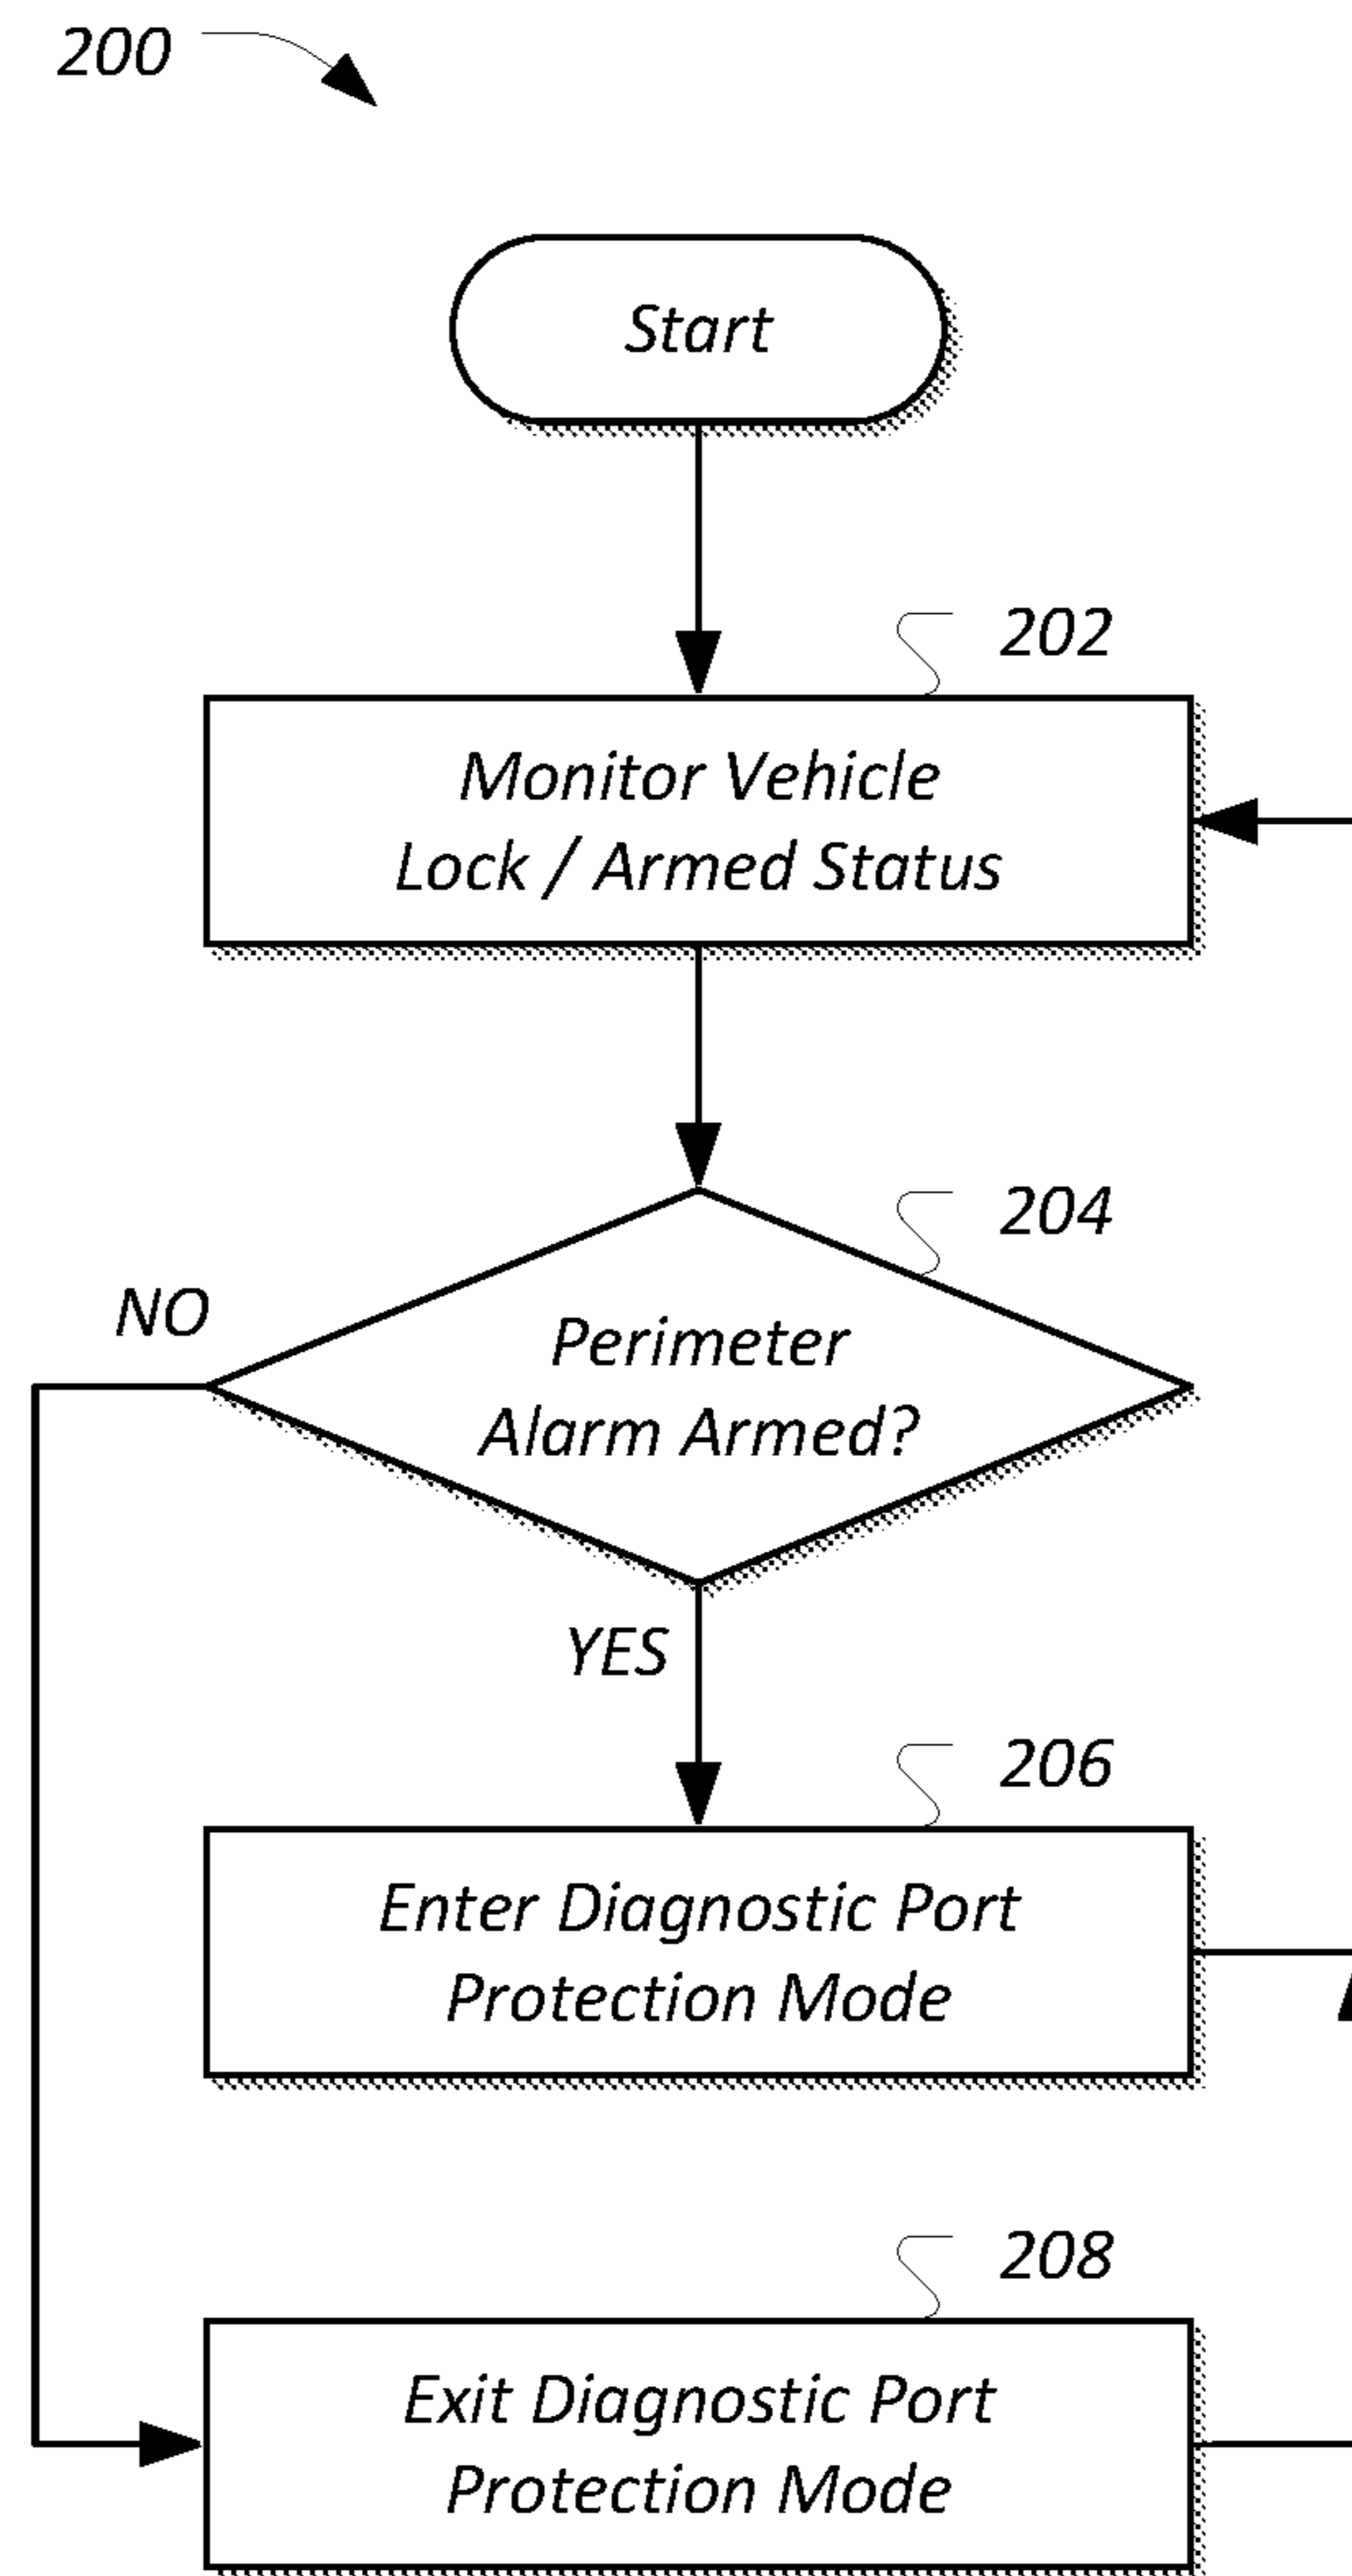 200
Start
202
Monitor Vehicle
Lock / Armed Status
204
NO
Perimeter
Alarm Armed?
YES
206
Enter Diagnostic Port
Protection Mode
208
Exit Diagnostic Port
Protection Mode